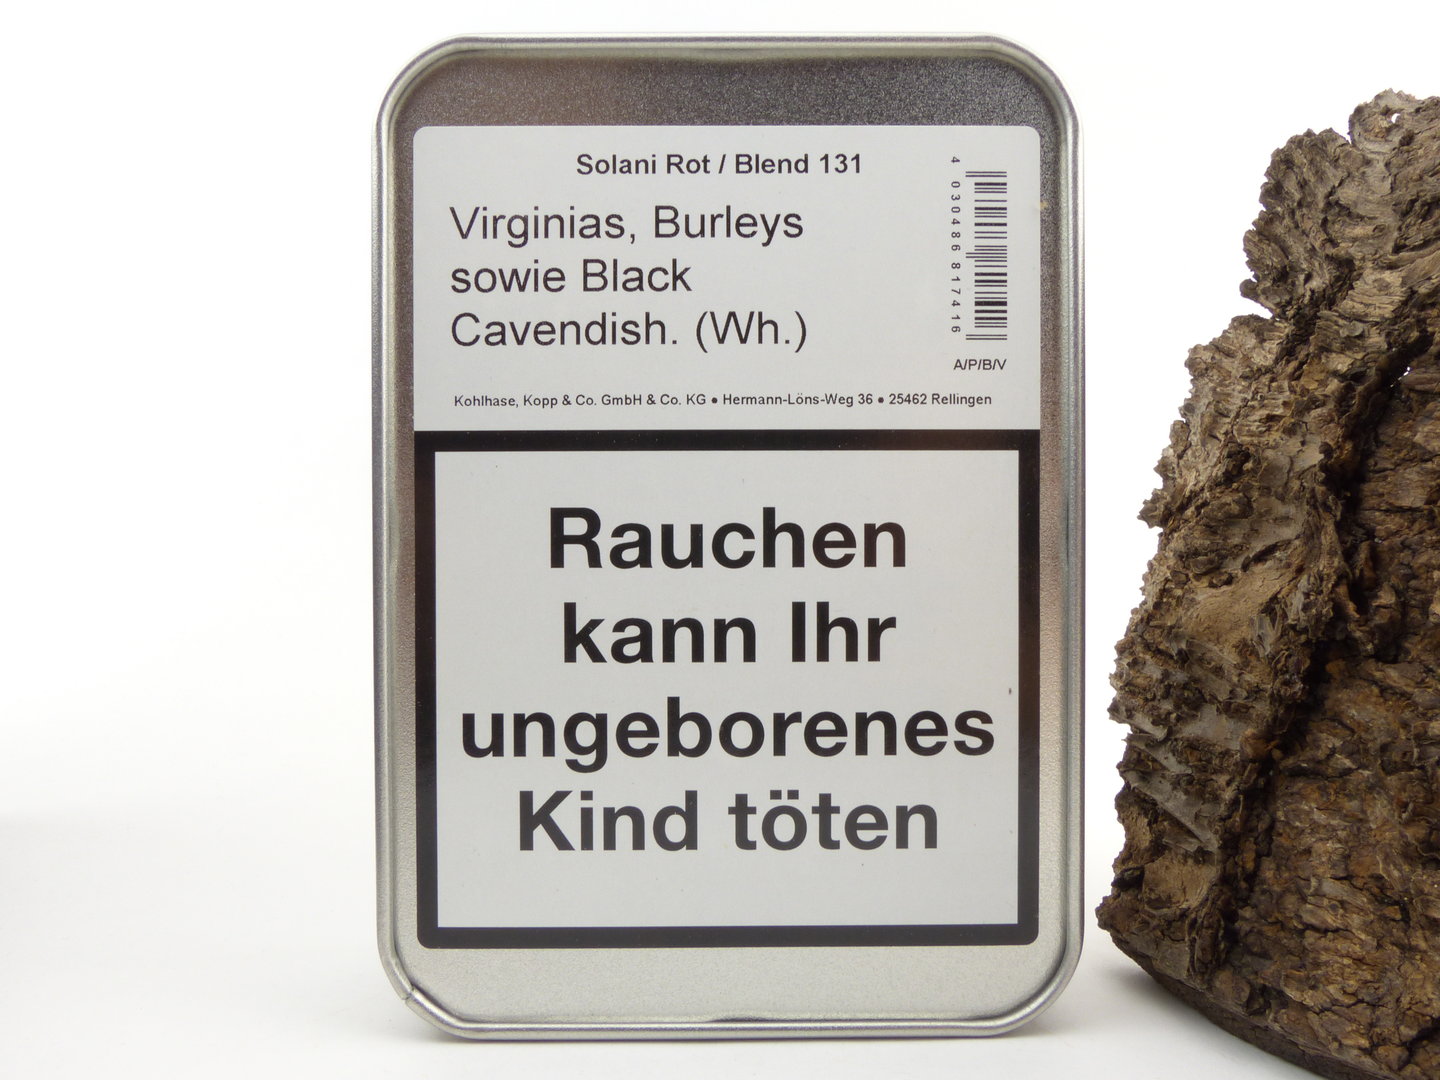 Solani Rot / Blend 131
Virginias, Burleys
sowie Black
Cavendish. (Wh.)
4 030486 817416
A/P/B/V
Kohlhase, Kopp & Co. GmbH & Co. KG ● Hermann-Löns-Weg 36 ● 25462 Rellingen
Rauchen
kann Ihr
ungeborenes
Kind töten